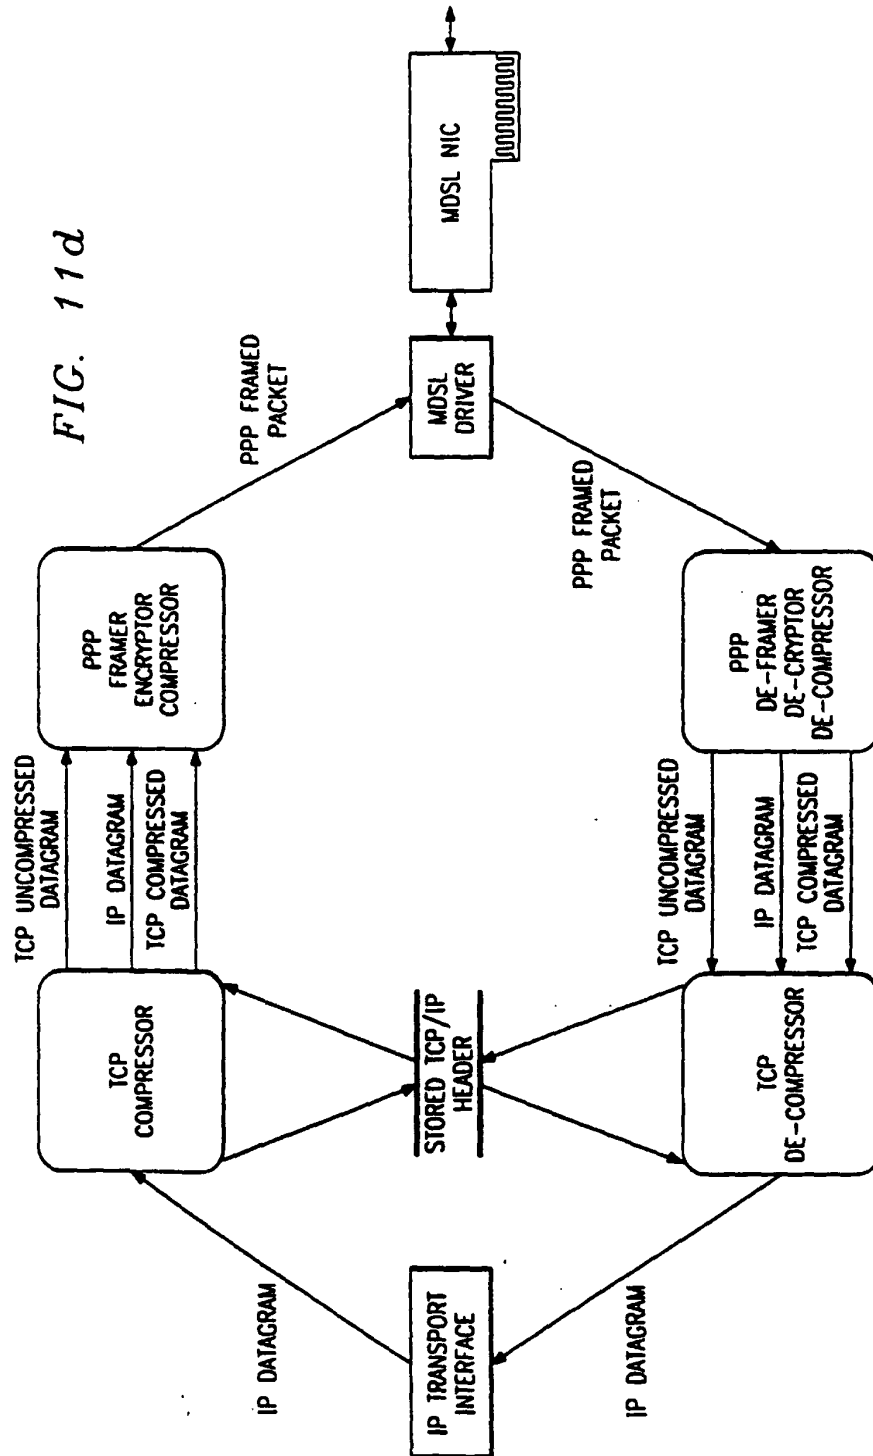 FIG. 11d
IP DATAGRAM
TCP
COMPRESSOR
TCP UNCOMPRESSED
DATAGRAM
IP DATAGRAM
TCP COMPRESSED
DATAGRAM
PPP
FRAMER
ENCRYPTOR
COMPRESSOR
PPP FRAMED
PACKET
IP TRANSPORT
INTERFACE
STORED TCP/IP
HEADER
MDSL
DRIVER
MDSL NIC
IP DATAGRAM
TCP
DE-COMPRESSOR
TCP UNCOMPRESSED
DATAGRAM
IP DATAGRAM
TCP COMPRESSED
DATAGRAM
PPP
DE-FRAMER
DE-CRYPTOR
DE-COMPRESSOR
PPP FRAMED
PACKET